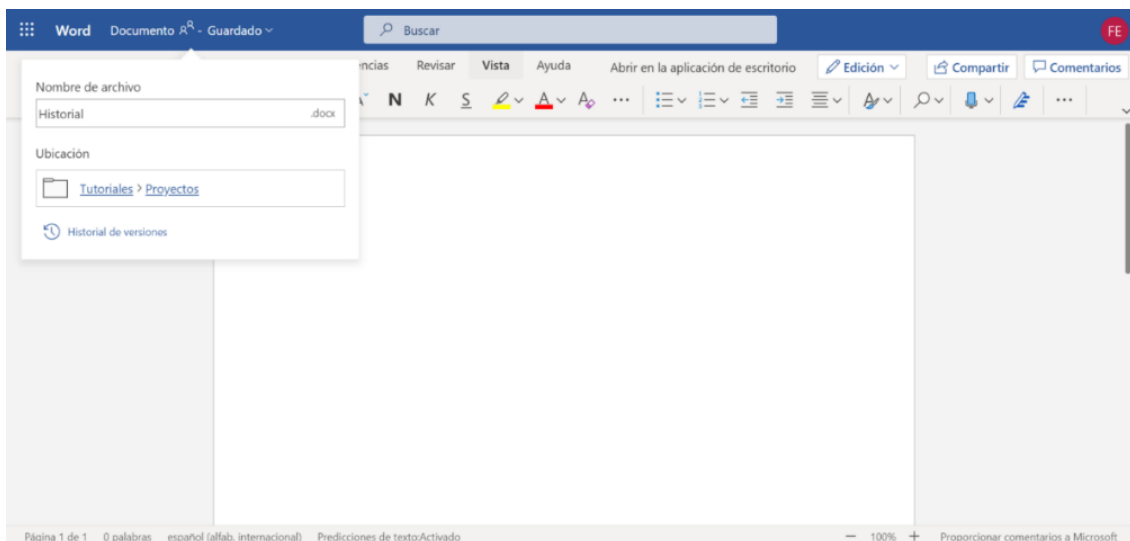 Word Documento - Guardado Buscar FE
Revisar Vista Ayuda Abrir en la aplicación de escritorio Edición Compartir Comentarios
Nombre de archivo
N K S A A
Historial .docx
Ubicación
Tutoriales > Proyectos
Historial de versiones
Página 1 de 1 0 palabras español (alfab. internacional) Predicciones de texto:Activado — 100% + Proporcionar comentarios a Microsoft